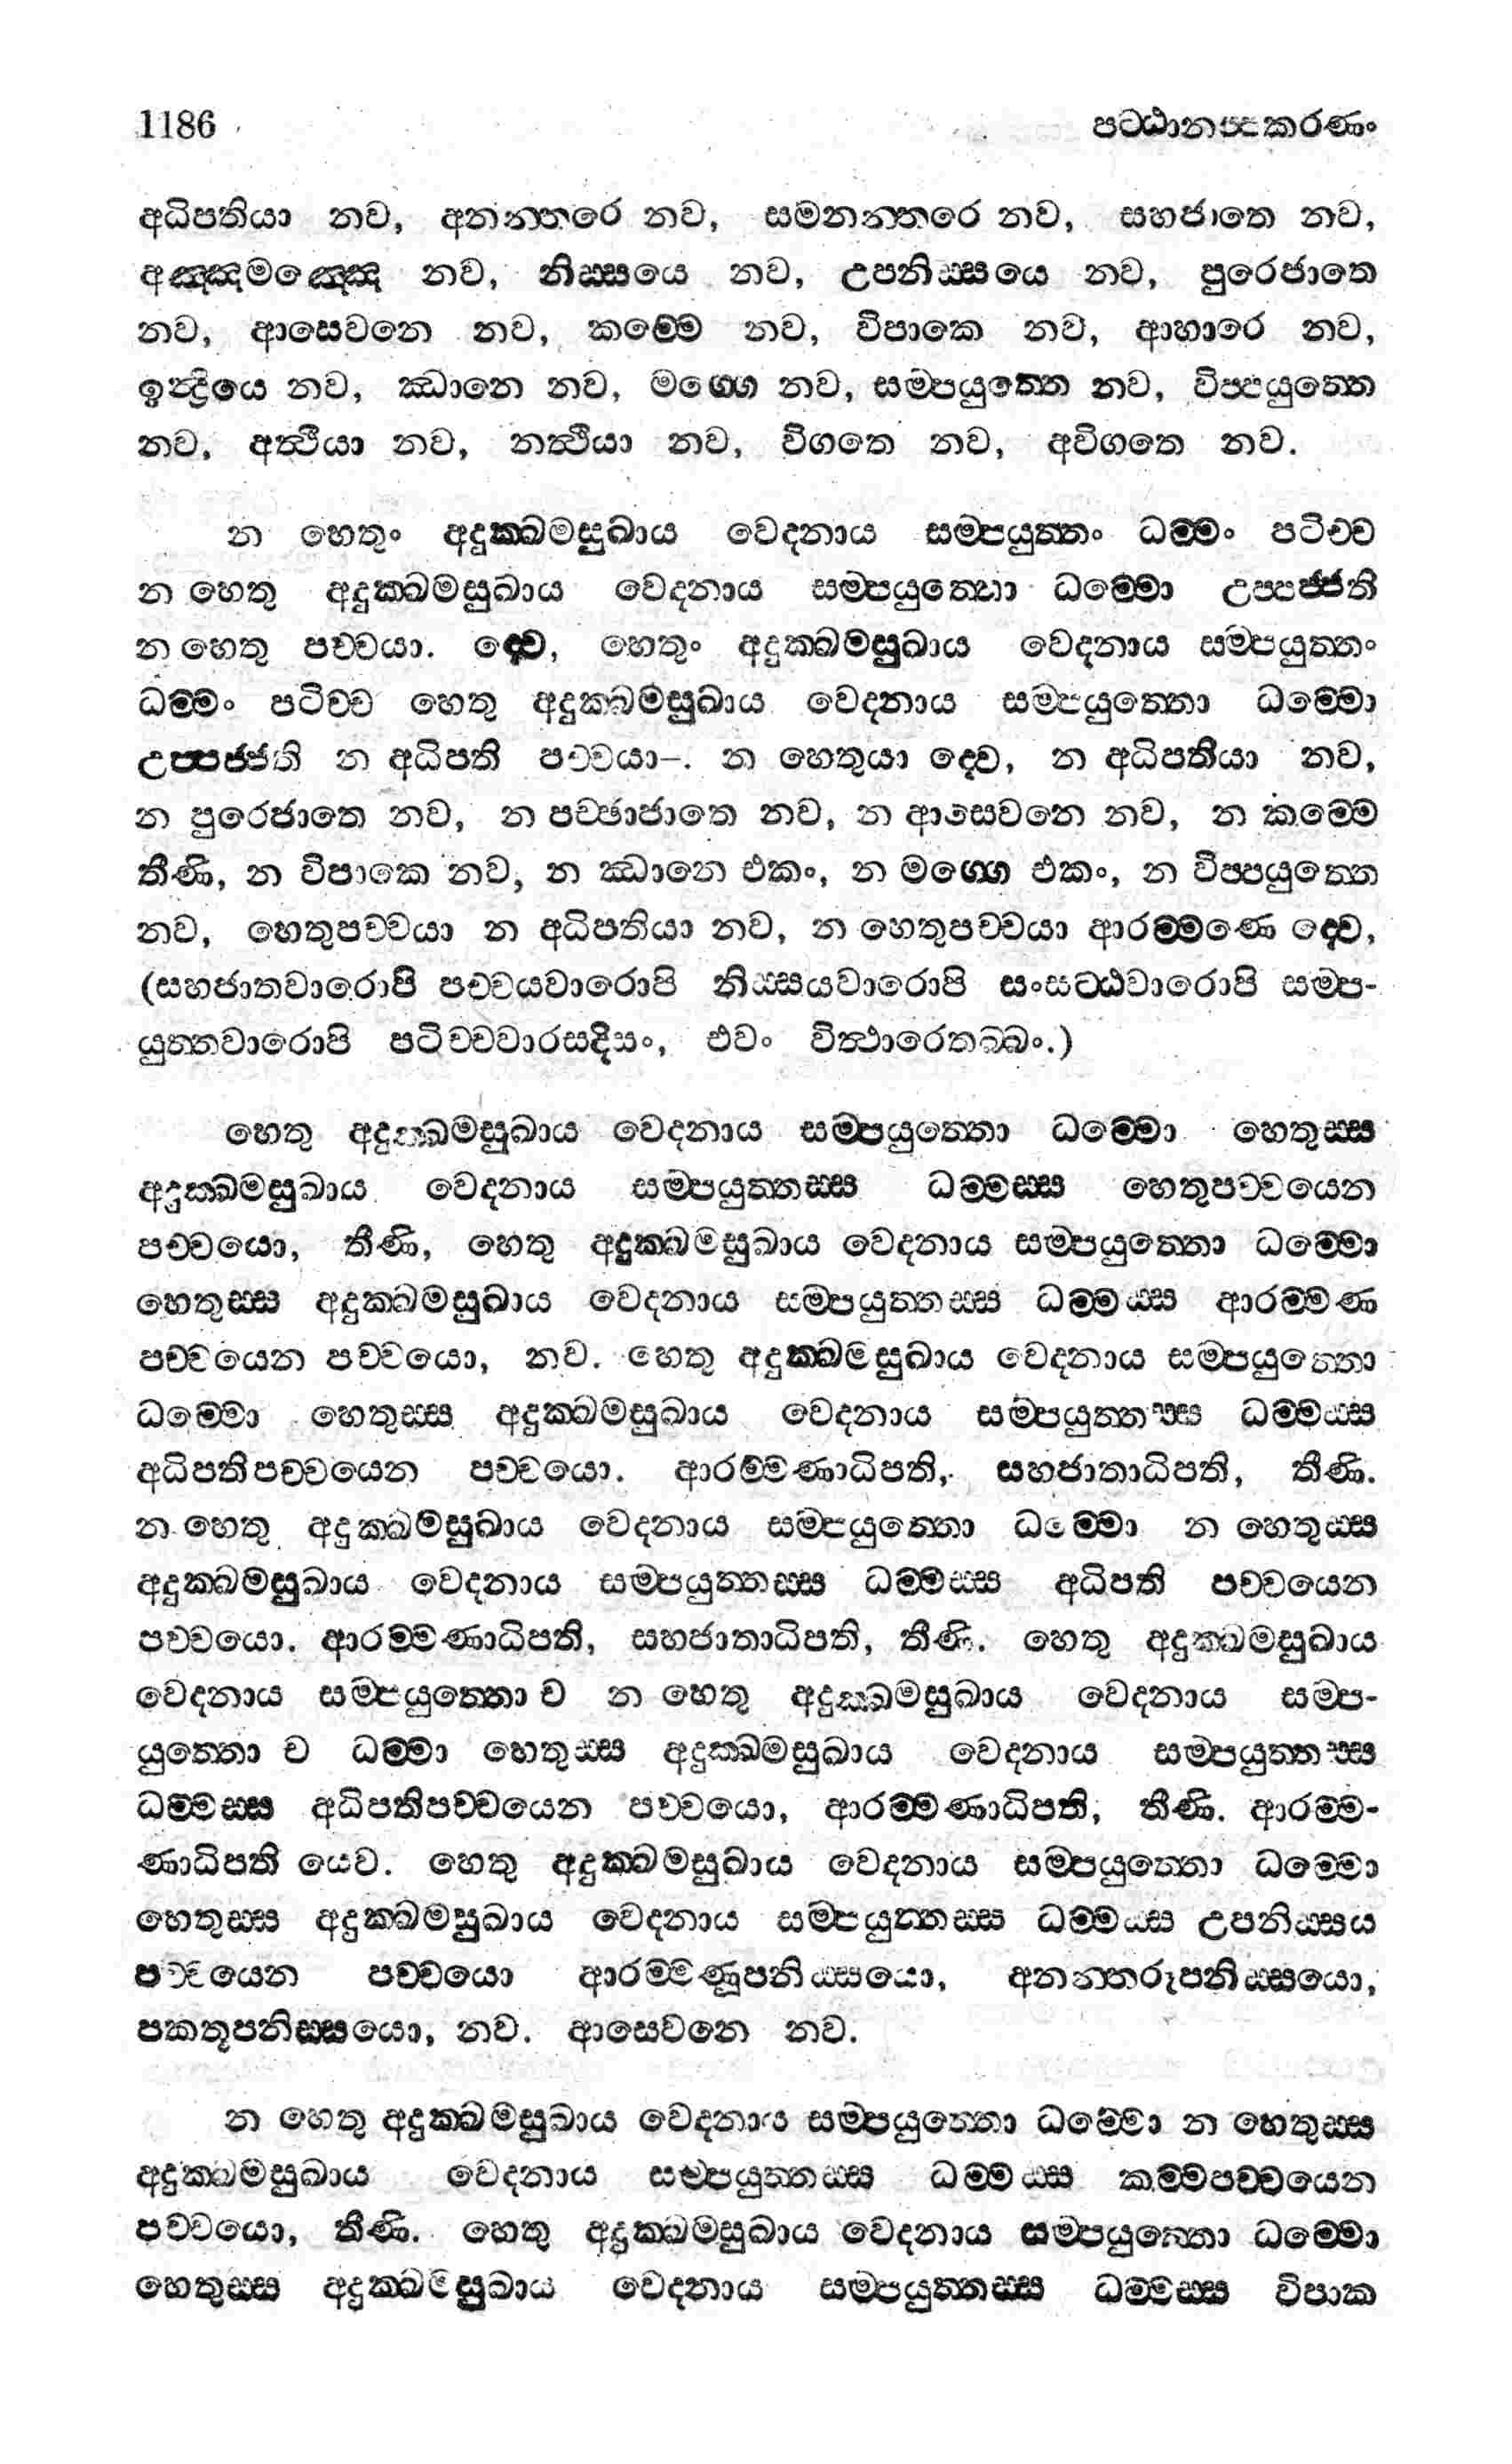 1186 පට්ඨානප්පකරණං
අධිපතියා නව, අනන්තරෙ නව, සමනන්තරෙ නව, සහජාතෙ නව,
අඤ්ඤමඤ්ඤෙ නව, නිස්සයෙ නව, උපනිස්සයෙ නව, පුරෙජාතෙ
නව, ආසෙවනෙ නව, කම්මෙ නව, විපාකෙ නව, ආහාරෙ නව,
ඉන්ද්‍රියෙ නව, ඣානෙ නව, මග්ගෙ නව, සම්පයුත්තෙ නව, විප්පයුත්තෙ
නව, අත්ථියා නව, නත්ථියා නව, විගතෙ නව, අවිගතෙ නව.
න හෙතුං අදුක්ඛමසුඛාය වෙදනාය සම්පයුත්තං ධම්මං පටිච්ච
න හෙතු අදුක්ඛමසුඛාය වෙදනාය සම්පයුත්තො ධම්මො උප්පජ්ජති
න හෙතු පච්චයා. ද්වෙ, හෙතුං අදුක්ඛමසුඛාය වෙදනාය සම්පයුත්තං
ධම්මං පටිච්ච හෙතු අදුක්ඛමසුඛාය වෙදනාය සම්පයුත්තො ධම්මො
උප්පජ්ජති න අධිපති පච්චයා–. න හෙතුයා ද්වෙ, න අධිපතියා නව,
න පුරෙජාතෙ නව, න පච්ඡාජාතෙ නව, න ආසෙවනෙ නව, න කම්මෙ
තීණි, න විපාකෙ නව, න ඣානෙ එකං, න මග්ගෙ එකං, න විප්පයුත්තෙ
නව, හෙතුපච්චයා න අධිපතියා නව, න හෙතුපච්චයා ආරම්මණෙ ද්වෙ,
(සහජාතවාරොපි පච්චයවාරොපි නිස්සයවාරොපි සංසට්ඨවාරොපි සම්ප-
යුත්තවාරොපි පටිච්චවාරසදිසං, එවං විත්ථාරෙතබ්බං.)
හෙතු අදුක්ඛමසුඛාය වෙදනාය සම්පයුත්තො ධම්මො හෙතුස්ස
අදුක්ඛමසුඛාය වෙදනාය සම්පයුත්තස්ස ධම්මස්ස හෙතුපච්චයෙන
පච්චයො, තීණි, හෙතු අදුක්ඛමසුඛාය වෙදනාය සම්පයුත්තො ධම්මො
හෙතුස්ස අදුක්ඛමසුඛාය වෙදනාය සම්පයුත්තස්ස ධම්මස්ස ආරම්මණ
පච්චයෙන පච්චයො, නව. හෙතු අදුක්ඛමසුඛාය වෙදනාය සම්පයුත්තො
ධම්මො හෙතුස්ස අදුක්ඛමසුඛාය වෙදනාය සම්පයුත්තස්ස ධම්මස්ස
අධිපතිපච්චයෙන පච්චයො. ආරම්මණාධිපති, සහජාතාධිපති, තීණි.
න හෙතු අදුක්ඛමසුඛාය වෙදනාය සම්පයුත්තො ධම්මො න හෙතුස්ස
අදුක්ඛමසුඛාය වෙදනාය සම්පයුත්තස්ස ධම්මස්ස අධිපති පච්චයෙන
පච්චයො. ආරම්මණාධිපති, සහජාතාධිපති, තීණි. හෙතු අදුක්ඛමසුඛාය
වෙදනාය සම්පයුත්තො ච න හෙතු අදුක්ඛමසුඛාය වෙදනාය සම්ප-
යුත්තො ච ධම්මා හෙතුස්ස අදුක්ඛමසුඛාය වෙදනාය සම්පයුත්තස්ස
ධම්මස්ස අධිපතිපච්චයෙන පච්චයො, ආරම්මණාධිපති, තීණි. ආරම්ම-
ණාධිපති යෙව. හෙතු අදුක්ඛමසුඛාය වෙදනාය සම්පයුත්තො ධම්මො
හෙතුස්ස අදුක්ඛමසුඛාය වෙදනාය සම්පයුත්තස්ස ධම්මස්ස උපනිස්සය
පච්චයෙන පච්චයො ආරම්මණූපනිස්සයො, අනන්තරූපනිස්සයො,
පකතූපනිස්සයො, නව. ආසෙවනෙ නව.
න හෙතු අදුක්ඛමසුඛාය වෙදනාය සම්පයුත්තො ධම්මො න හෙතුස්ස
අදුක්ඛමසුඛාය වෙදනාය සම්පයුත්තස්ස ධම්මස්ස කම්මපච්චයෙන
පච්චයො, තීණි. හෙතු අදුක්ඛමසුඛාය වෙදනාය සම්පයුත්තො ධම්මො
හෙතුස්ස අදුක්ඛමසුඛාය වෙදනාය සම්පයුත්තස්ස ධම්මස්ස විපාක